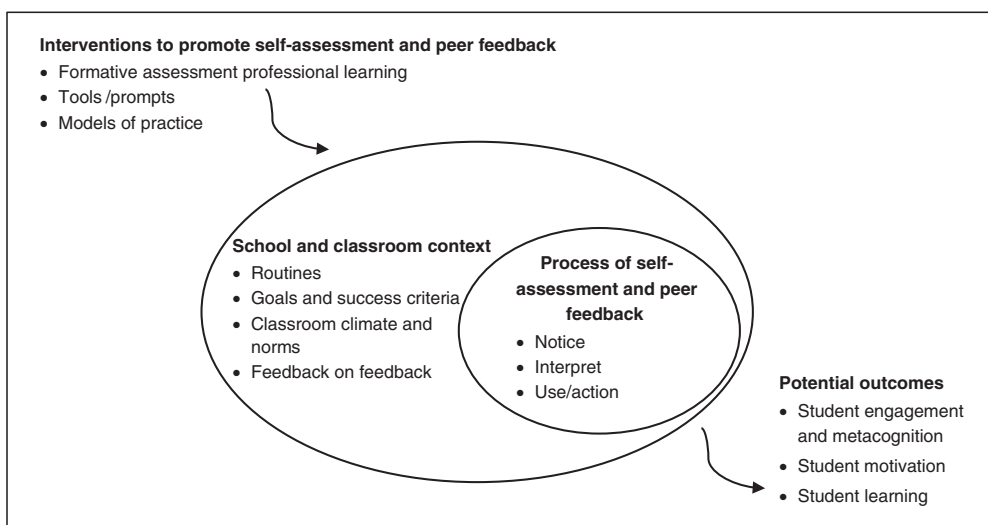 Interventions to promote self-assessment and peer feedback
• Formative assessment professional learning
• Tools /prompts
• Models of practice
School and classroom context
• Routines
• Goals and success criteria
• Classroom climate and
norms
• Feedback on feedback
Process of self-
assessment and peer
feedback
• Notice
• Interpret
• Use/action
Potential outcomes
• Student engagement
and metacognition
• Student motivation
• Student learning